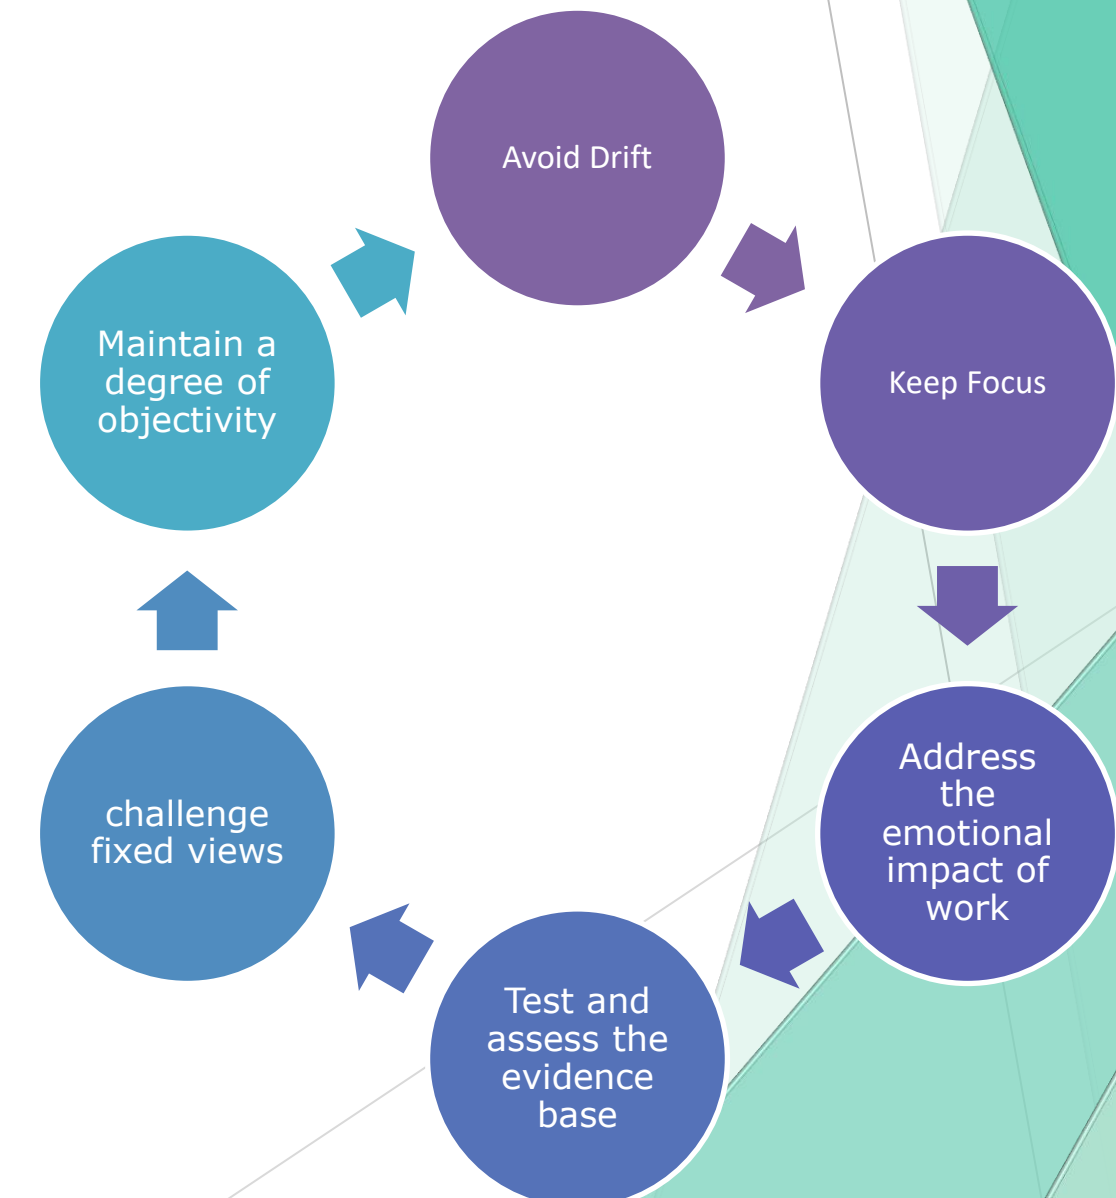 Avoid Drift
Keep Focus
Address
the
emotional
impact of
work
Test and
assess the
evidence
base
challenge
fixed views
Maintain a
degree of
objectivity